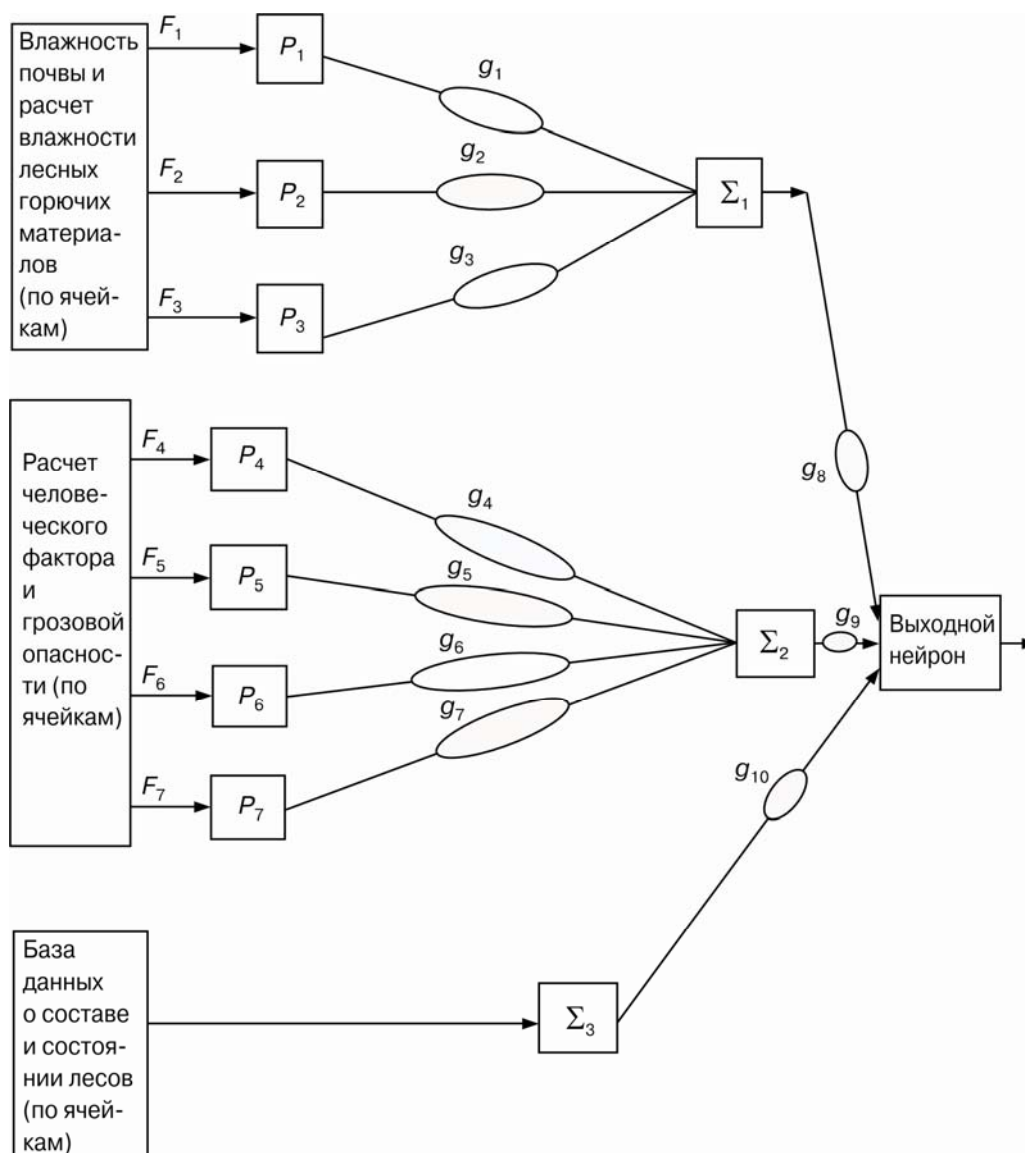 Влажность
почвы и
расчет
влажности
лесных
горючих
материа-
лов
(по ячей-
кам)
F1
P1
g1
F2
P2
g2
F3
P3
g3
Σ1
g8
Расчет
челове-
ческого
фактора
и
грозовой
опаснос-
ти (по
ячейкам)
F4
P4
g4
F5
P5
g5
F6
P6
g6
F7
P7
g7
Σ2
g9
Выходной
нейрон
g10
База
данных
о составе
и состоя-
нии лесов
(по ячей-
кам)
Σ3